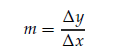 m = Δy / Δx